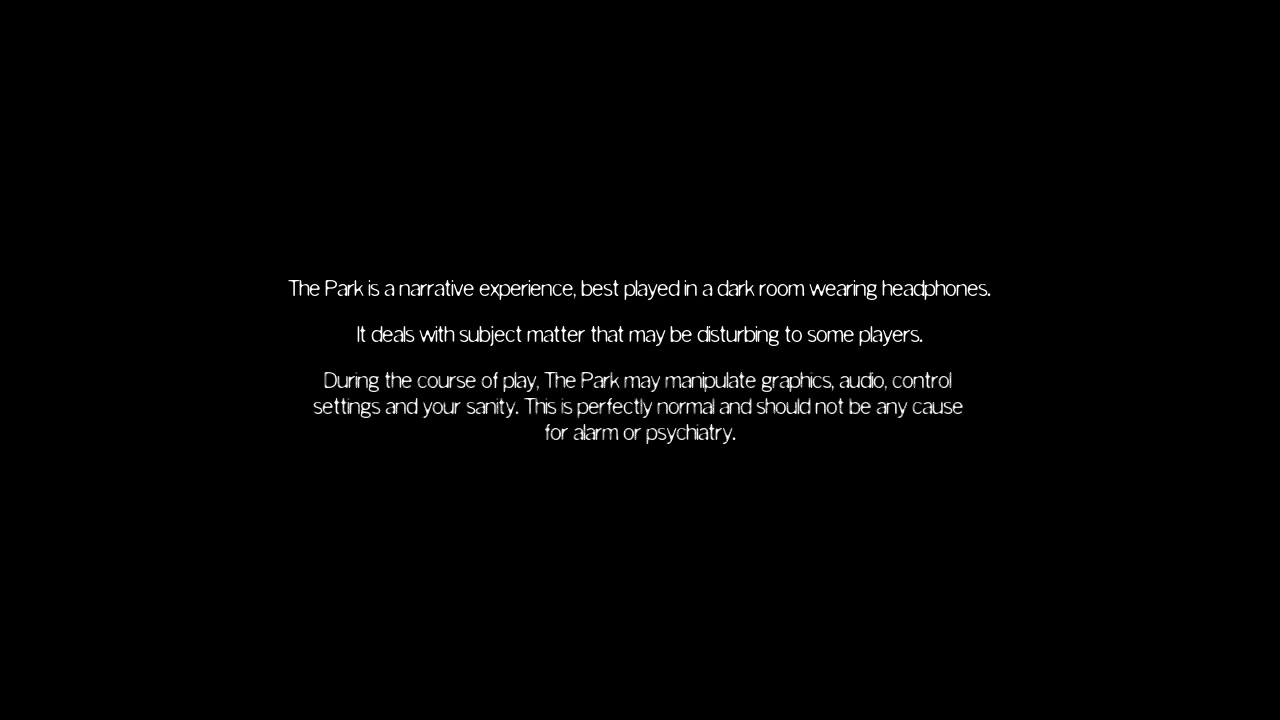 The Park is a narrative experience, best played in a dark room wearing headphones.
It deals with subject matter that may be disturbing to some players.
During the course of play, The Park may manipulate graphics, audio, control
settings and your sanity. This is perfectly normal and should not be any cause
for alarm or psychiatry.